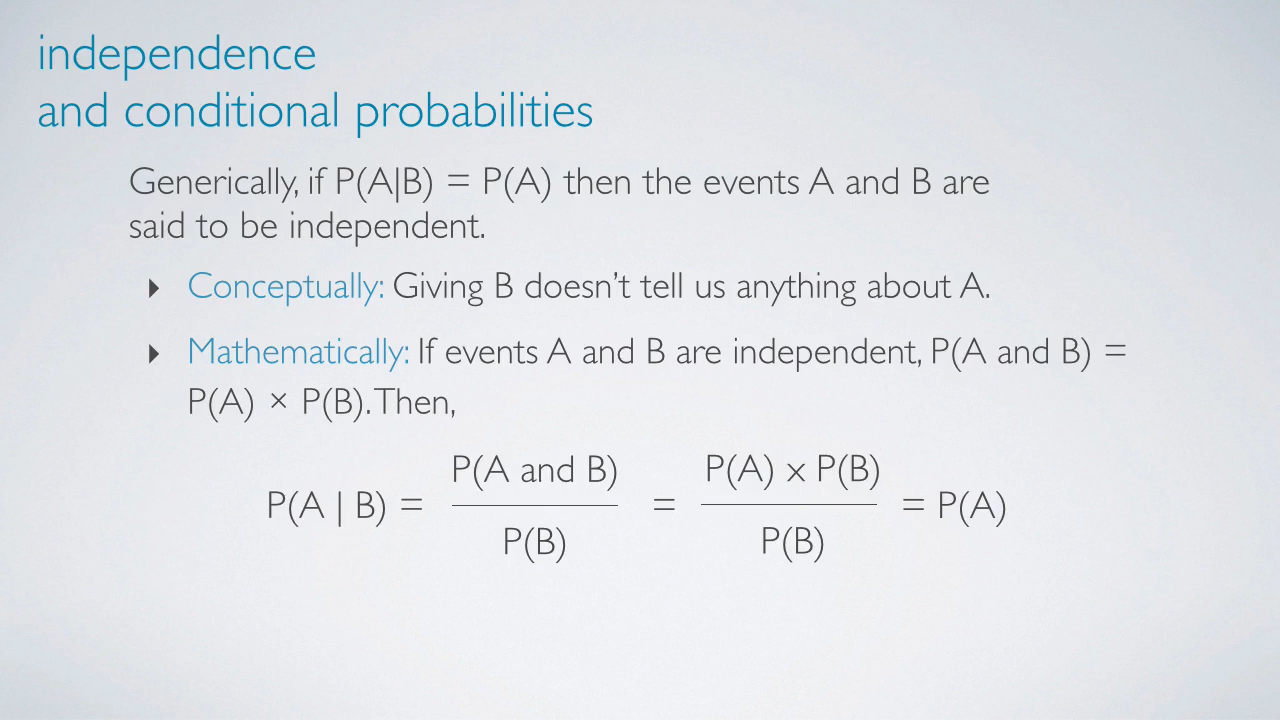 independence
and conditional probabilities
Generically, if P(A|B) = P(A) then the events A and B are
said to be independent.
‣ Conceptually: Giving B doesn’t tell us anything about A.
‣ Mathematically: If events A and B are independent, P(A and B) =
P(A) × P(B). Then,
P(A and B) P(A) x P(B)
P(A | B) = = = P(A)
P(B) P(B)